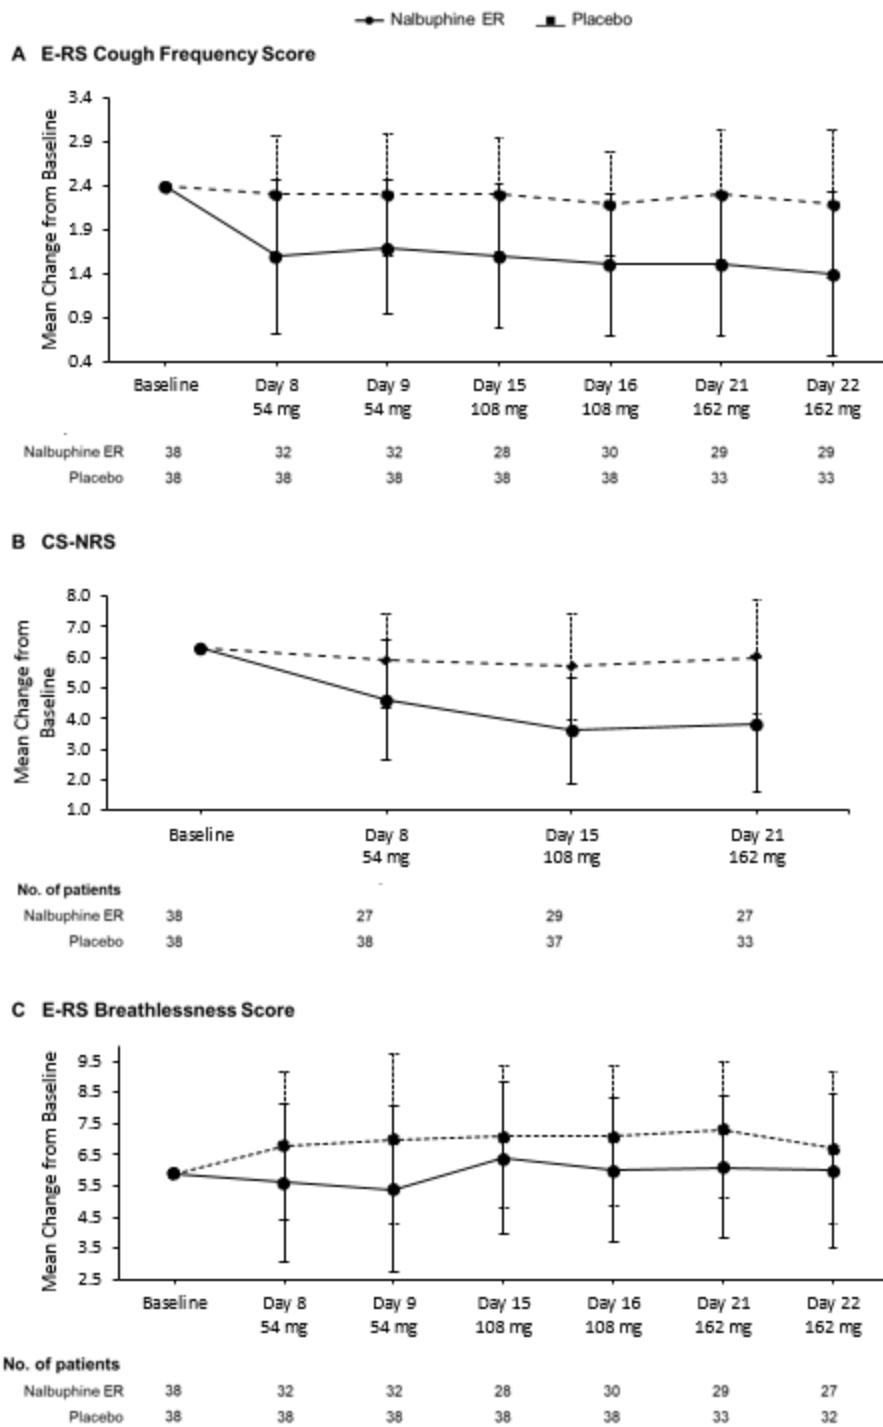 Nalbuphine ER Placebo
A E-RS Cough Frequency Score
Mean Change from Baseline
3.4
2.9
2.4
1.9
1.4
0.9
0.4
Baseline Day 8 Day 9 Day 15 Day 16 Day 21 Day 22
54 mg 54 mg 108 mg 108 mg 162 mg 162 mg
Nalbuphine ER 38 32 32 28 30 29 29
Placebo 38 38 38 38 38 33 33
B CS-NRS
Mean Change from
Baseline
8.0
7.0
6.0
5.0
4.0
3.0
2.0
1.0
Baseline Day 8 Day 15 Day 21
54 mg 108 mg 162 mg
No. of patients
Nalbuphine ER 38 27 29 27
Placebo 38 38 37 33
C E-RS Breathlessness Score
Mean Change from Baseline
9.5
8.5
7.5
6.5
5.5
4.5
3.5
2.5
Baseline Day 8 Day 9 Day 15 Day 16 Day 21 Day 22
54 mg 54 mg 108 mg 108 mg 162 mg 162 mg
No. of patients
Nalbuphine ER 38 32 32 28 30 29 27
Placebo 38 38 38 38 38 33 32